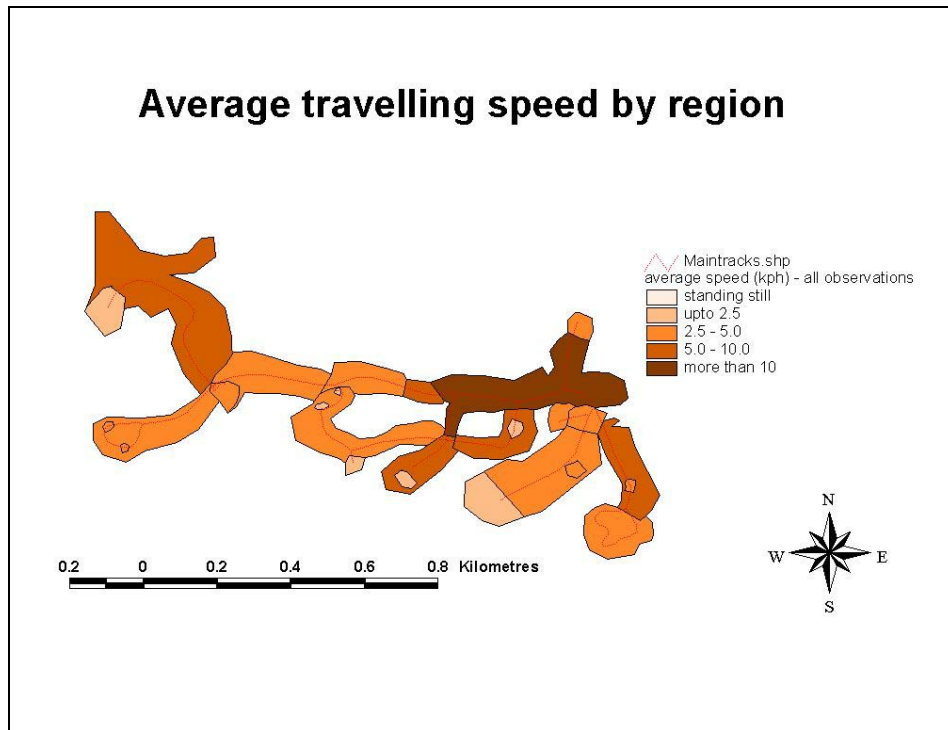 Average travelling speed by region
Maintracks.shp
average speed (kph) - all observations
standing still
upto 2.5
2.5 - 5.0
5.0 - 10.0
more than 10
0.2 0 0.2 0.4 0.6 0.8 Kilometres
N
W E
S